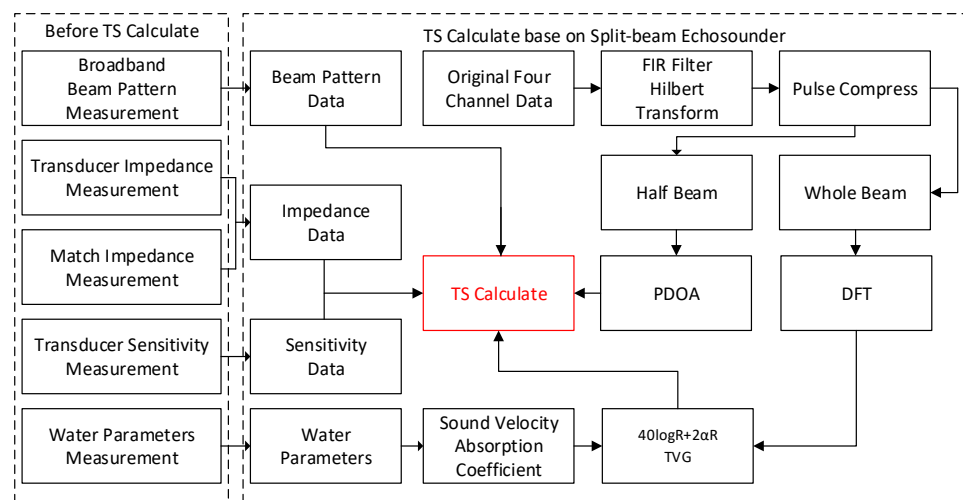 Before TS Calculate
TS Calculate base on Split-beam Echosounder
Broadband
Beam Pattern
Measurement
Beam Pattern
Data
Original Four
Channel Data
FIR Filter
Hilbert
Transform
Pulse Compress
Transducer Impedance
Measurement
Impedance
Data
Half Beam
Whole Beam
Match Impedance
Measurement
TS Calculate
PDOA
DFT
Transducer Sensitivity
Measurement
Sensitivity
Data
Water Parameters
Measurement
Water
Parameters
Sound Velocity
Absorption
Coefficient
40logR+2αR
TVG